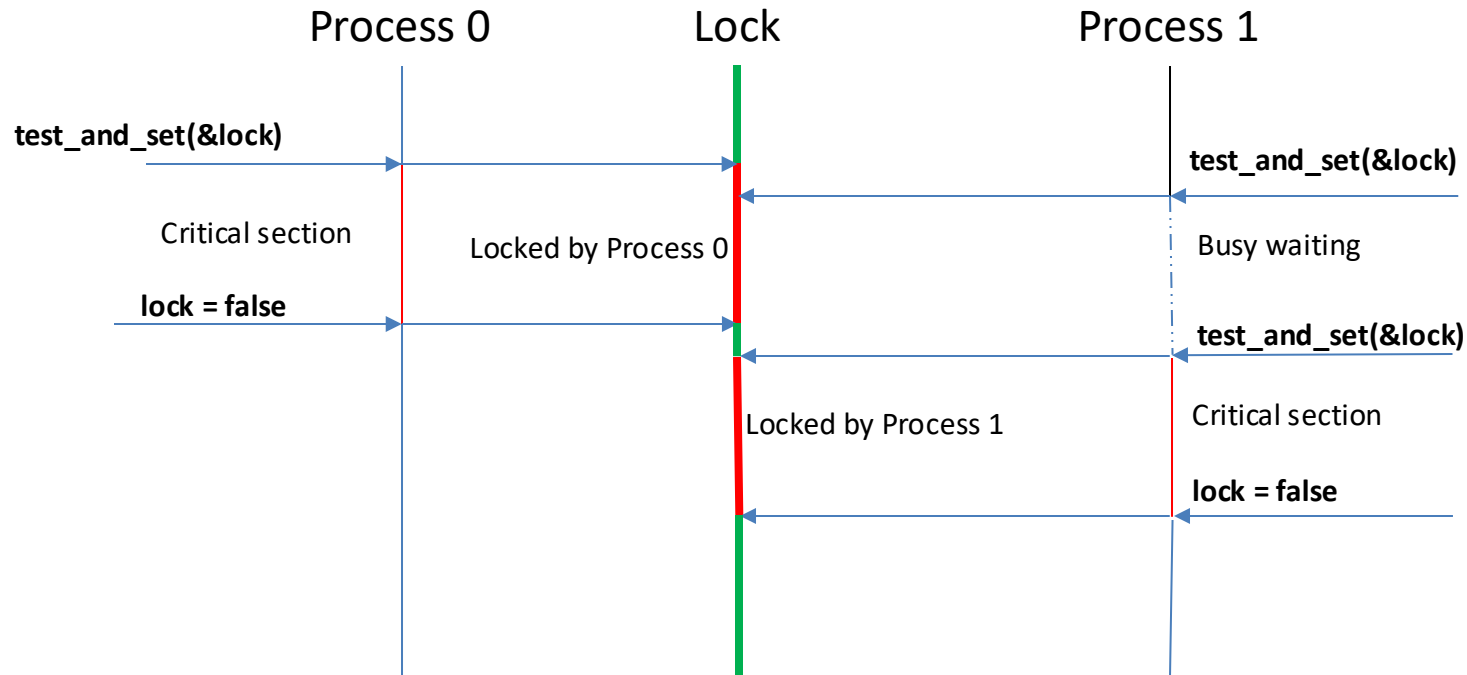 Process 0
Lock
Process 1
test_and_set(&lock)
test_and_set(&lock)
Critical section
Locked by Process 0
Busy waiting
lock = false
test_and_set(&lock)
Locked by Process 1
Critical section
lock = false